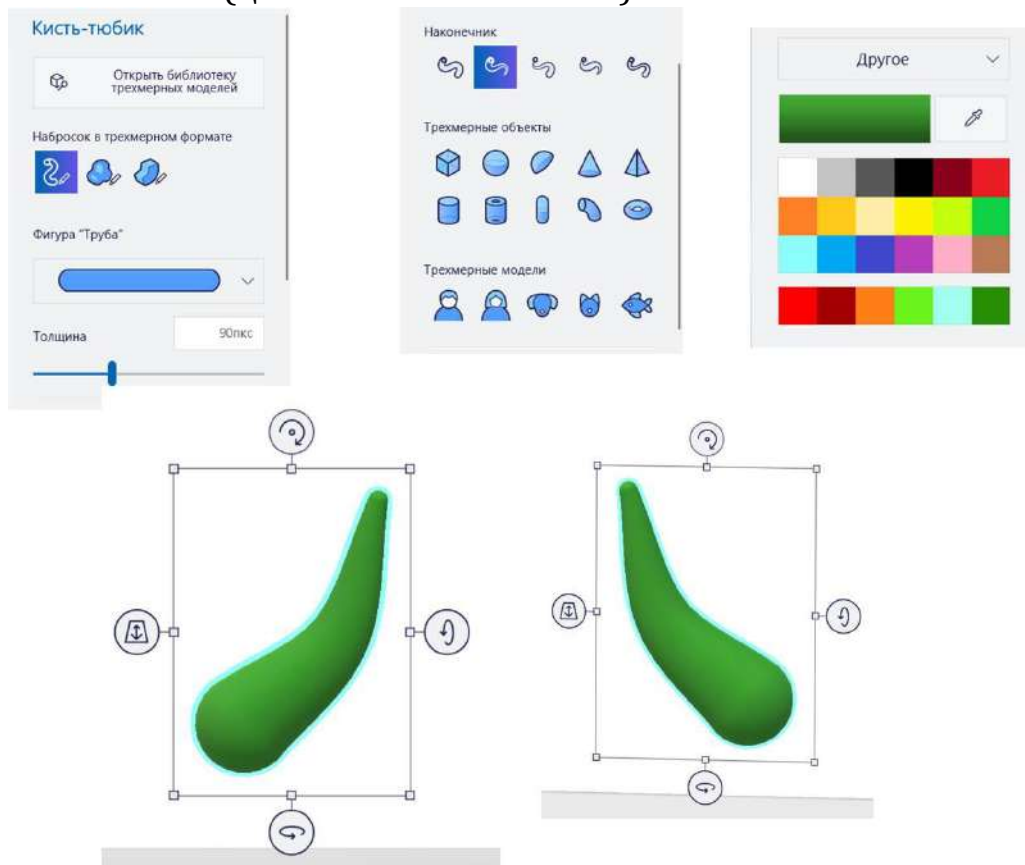 Кисть-тюбик
Открыть библиотеку
трехмерных моделей
Набросок в трехмерном формате
Фигура "Труба"
Толщина
90пкс
Наконечник
Трехмерные объекты
Трехмерные модели
Другое